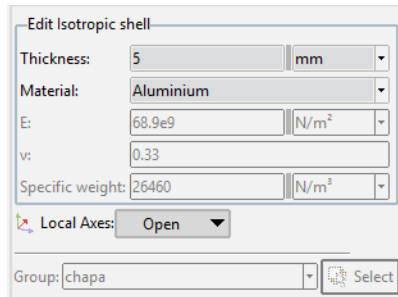 Edit Isotropic shell
Thickness: 5 mm
Material: Aluminium
E: 68.9e9 N/m²
ν: 0.33
Specific weight: 26460 N/m³
Local Axes: Open
Group: chapa Select